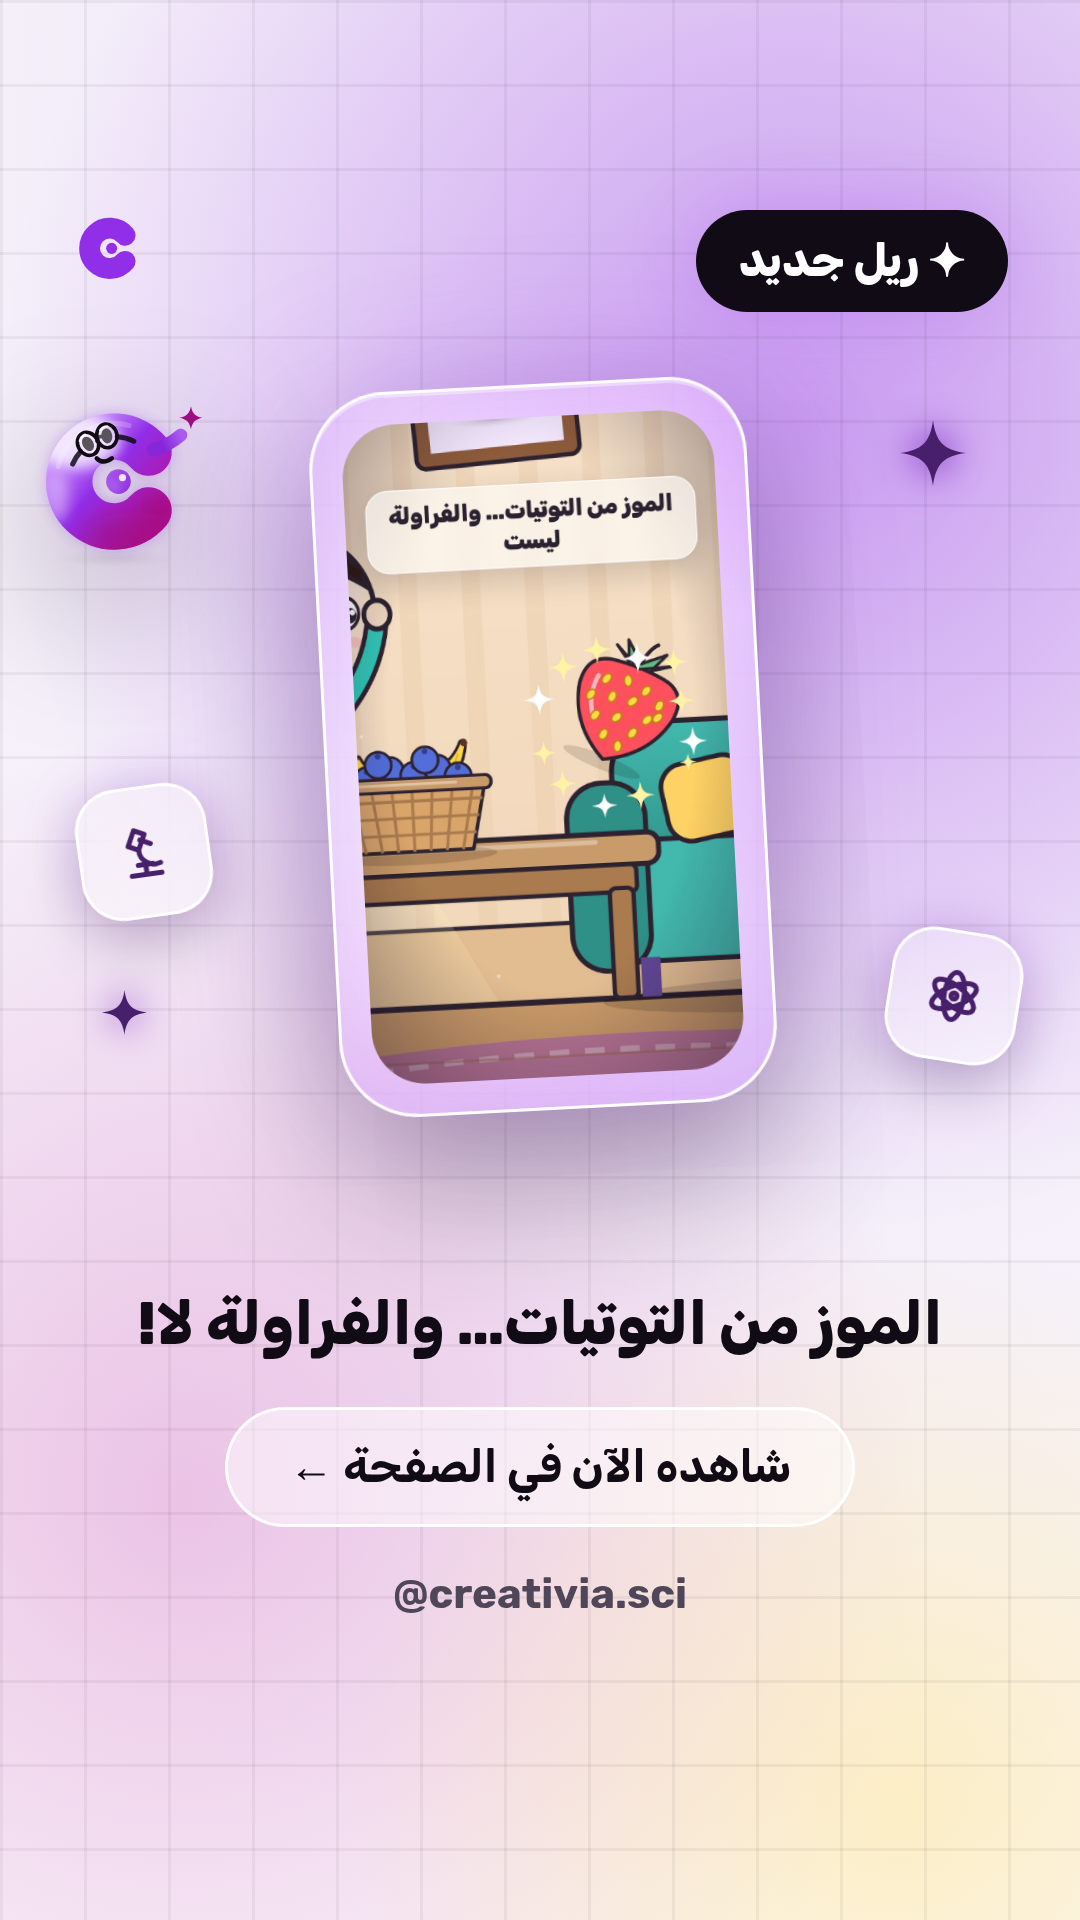 ريل جديد
الموز من التوتيات... والفراولة
ليست
الموز من التوتيات... والفراولة لا!
شاهده الآن في الصفحة ←
@creativia.sci